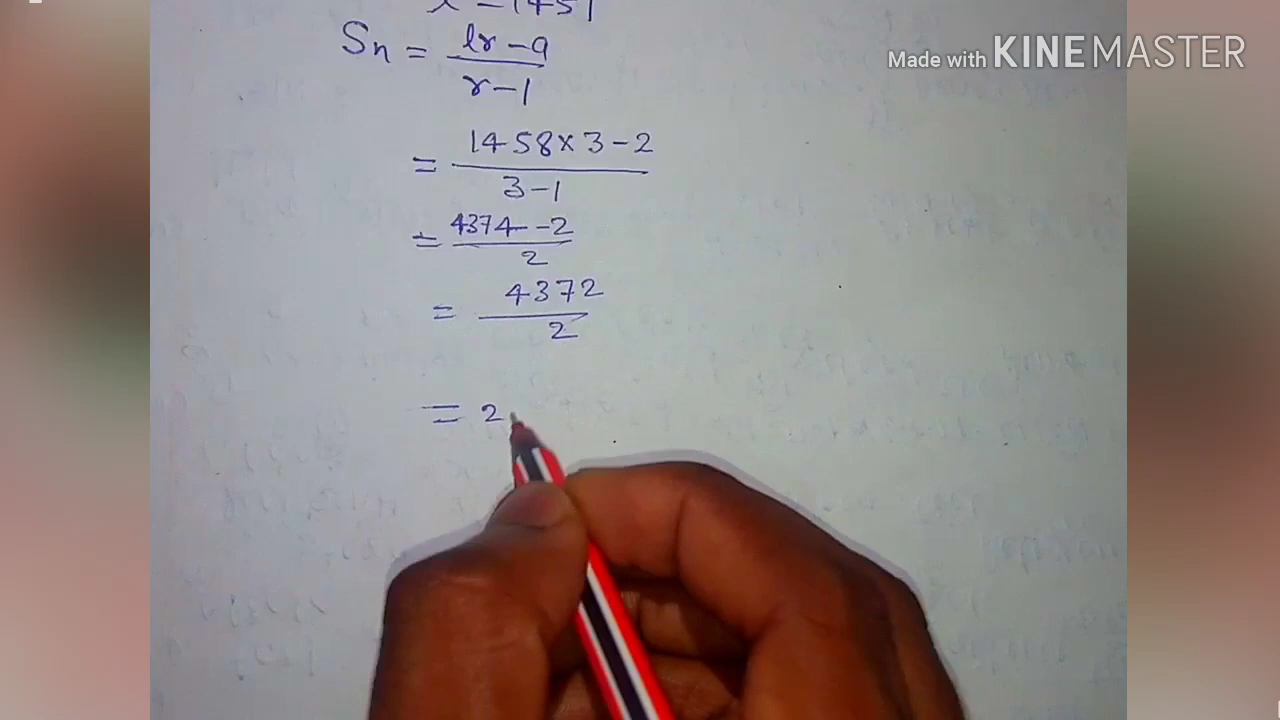 Made with KINEMASTER
Sn = lr - a / r - 1
= 1458 x 3 - 2 / 3 - 1
= 4374 - - 2 / 2
= 4372 / 2
= 2